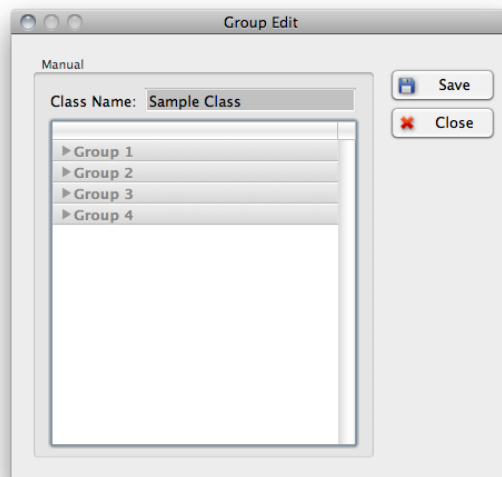 Group Edit
Manual
Save
Class Name: Sample Class
Close
Group 1
Group 2
Group 3
Group 4